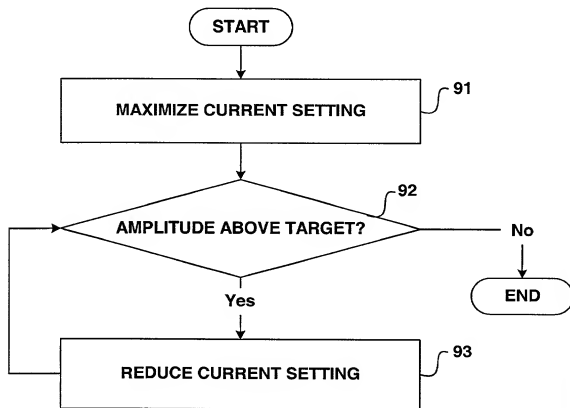 START
MAXIMIZE CURRENT SETTING
91
92
AMPLITUDE ABOVE TARGET?
No
END
Yes
93
REDUCE CURRENT SETTING